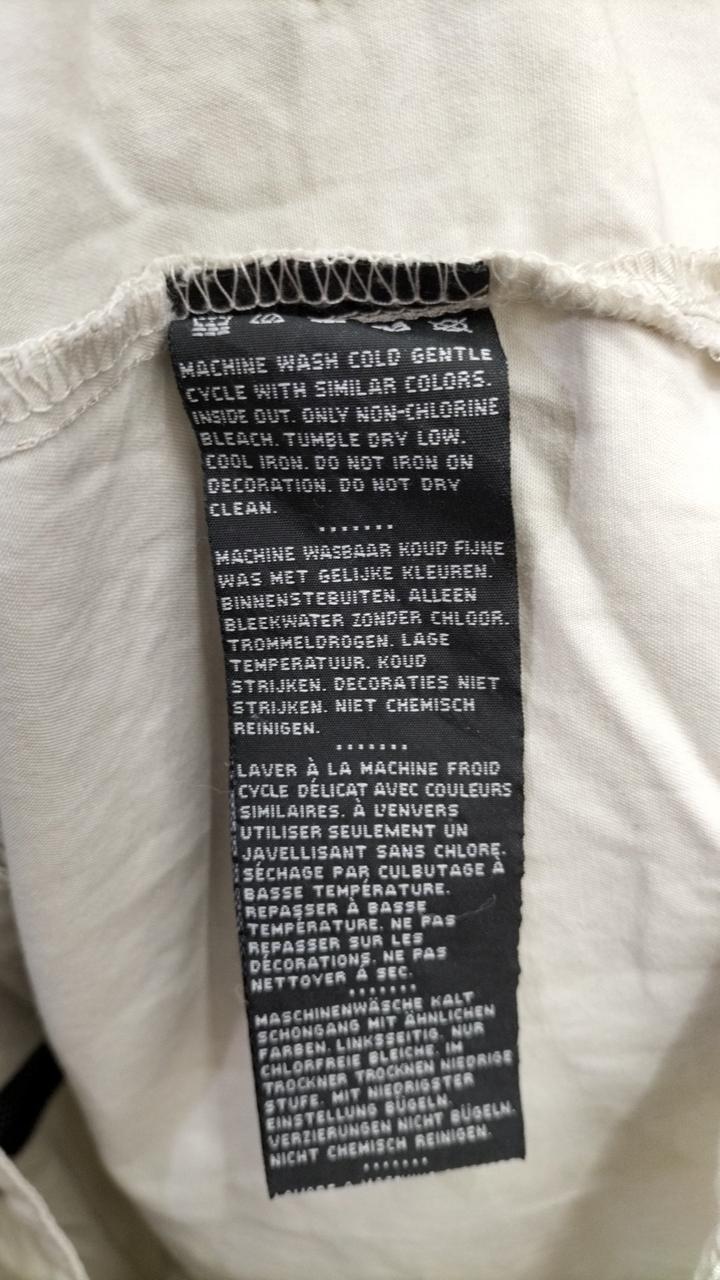 MACHINE WASH COLD GENTLE
CYCLE WITH SIMILAR COLORS.
INSIDE OUT. ONLY NON-CHLORINE
BLEACH. TUMBLE DRY LOW.
COOL IRON. DO NOT IRON ON
DECORATION. DO NOT DRY
CLEAN.
MACHINE WASBAAR KOUD FIJNE
WAS MET GELIJKE KLEUREN.
BINNENSTEBUITEN. ALLEEN
BLEEKWATER ZONDER CHLOOR.
TROMMELDROGEN. LAGE
TEMPERATUUR. KOUD
STRIJKEN. DECORATIES NIET
STRIJKEN. NIET CHEMISCH
REINIGEN.
LAVER À LA MACHINE FROID
CYCLE DÉLICAT AVEC COULEURS
SIMILAIRES. À L'ENVERS
UTILISER SEULEMENT UN
JAVELLISANT SANS CHLORE.
SÉCHAGE PAR CULBUTAGE À
BASSE TEMPÉRATURE.
REPASSER À BASSE
TEMPÉRATURE. NE PAS
REPASSER SUR LES
DÉCORATIONS. NE PAS
NETTOYER À SEC.
MASCHINENWÄSCHE KALT
SCHONGANG MIT ÄHNLICHEN
FARBEN. LINKSSEITIG. NUR
CHLORFREIE BLEICHE. IM
TROCKNER TROCKNEN NIEDRIGE
STUFE. MIT NIEDRIGSTER
EINSTELLUNG BÜGELN.
VERZIERUNGEN NICHT BÜGELN.
NICHT CHEMISCH REINIGEN.